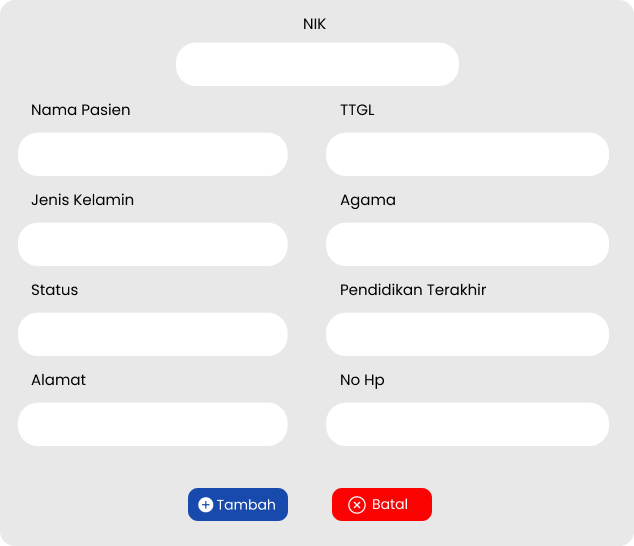 NIK
Nama Pasien
TTGL
Jenis Kelamin
Agama
Status
Pendidikan Terakhir
Alamat
No Hp
Tambah
Batal